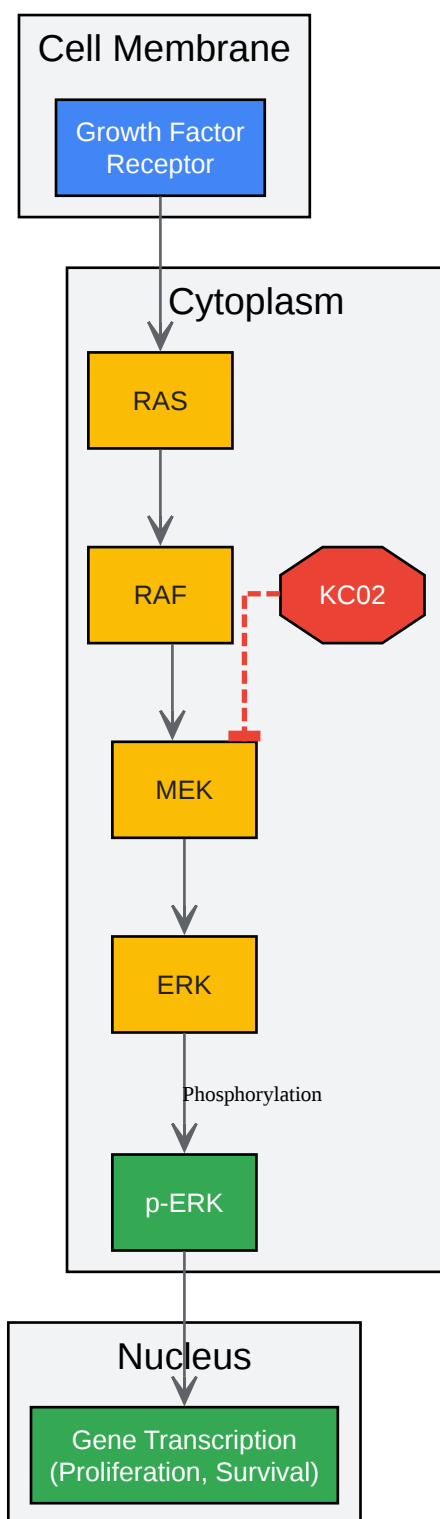 Cell Membrane
Growth Factor
Receptor
Cytoplasm
RAS
RAF
KC02
MEK
ERK
Phosphorylation
p-ERK
Nucleus
Gene Transcription
(Proliferation, Survival)